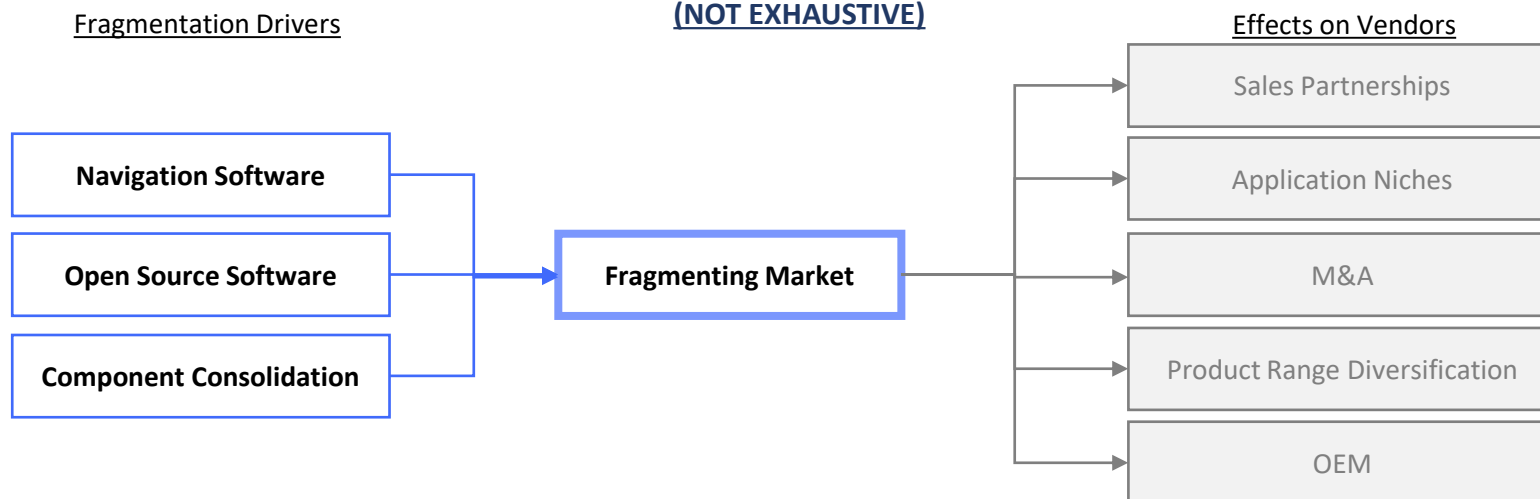 (NOT EXHAUSTIVE)
Fragmentation Drivers
Effects on Vendors
Navigation Software
Open Source Software
Component Consolidation
Fragmenting Market
Sales Partnerships
Application Niches
M&A
Product Range Diversification
OEM